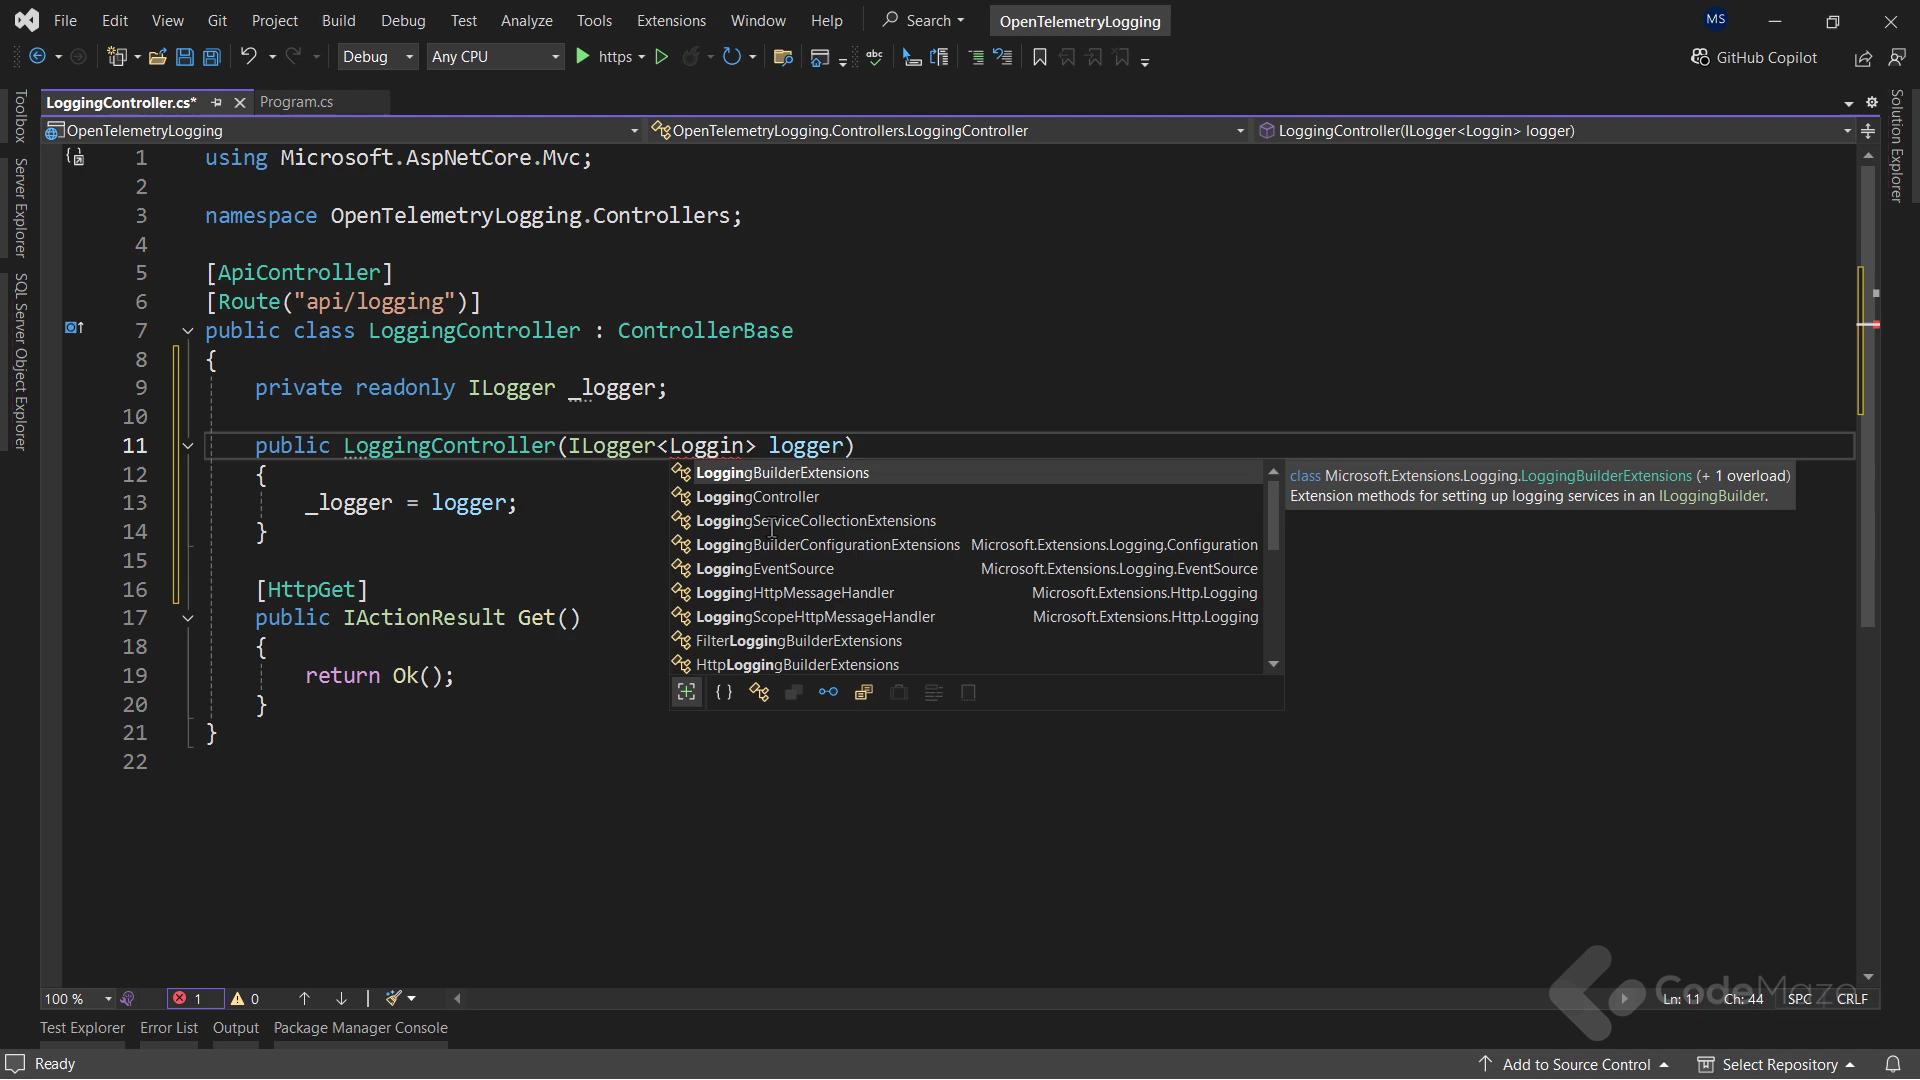 File Edit View Git Project Build Debug Test Analyze Tools Extensions Window Help Search OpenTelemetryLogging MS
Debug Any CPU https abc GitHub Copilot
LoggingController.cs* Program.cs
OpenTelemetryLogging OpenTelemetryLogging.Controllers.LoggingController LoggingController(ILogger<Loggin> logger)
Toolbox
Server Explorer
SQL Server Object Explorer
Solution Explorer
1 using Microsoft.AspNetCore.Mvc;
2
3 namespace OpenTelemetryLogging.Controllers;
4
5 [ApiController]
6 [Route("api/logging")]
7 public class LoggingController : ControllerBase
8 {
9 private readonly ILogger _logger;
10
11 public LoggingController(ILogger<Loggin> logger)
12 {
13 _logger = logger;
14 }
15
16 [HttpGet]
17 public IActionResult Get()
18 {
19 return Ok();
20 }
21 }
22
LoggingBuilderExtensions
LoggingController
LoggingServiceCollectionExtensions
LoggingBuilderConfigurationExtensions Microsoft.Extensions.Logging.Configuration
LoggingEventSource Microsoft.Extensions.Logging.EventSource
LoggingHttpMessageHandler Microsoft.Extensions.Http.Logging
LoggingScopeHttpMessageHandler Microsoft.Extensions.Http.Logging
FilterLoggingBuilderExtensions
HttpLoggingBuilderExtensions
class Microsoft.Extensions.Logging.LoggingBuilderExtensions (+ 1 overload)
Extension methods for setting up logging services in an ILoggingBuilder.
CodeMaze
100 % 1 0 Ln: 11 Ch: 44 SPC CRLF
Test Explorer Error List Output Package Manager Console
Ready Add to Source Control Select Repository